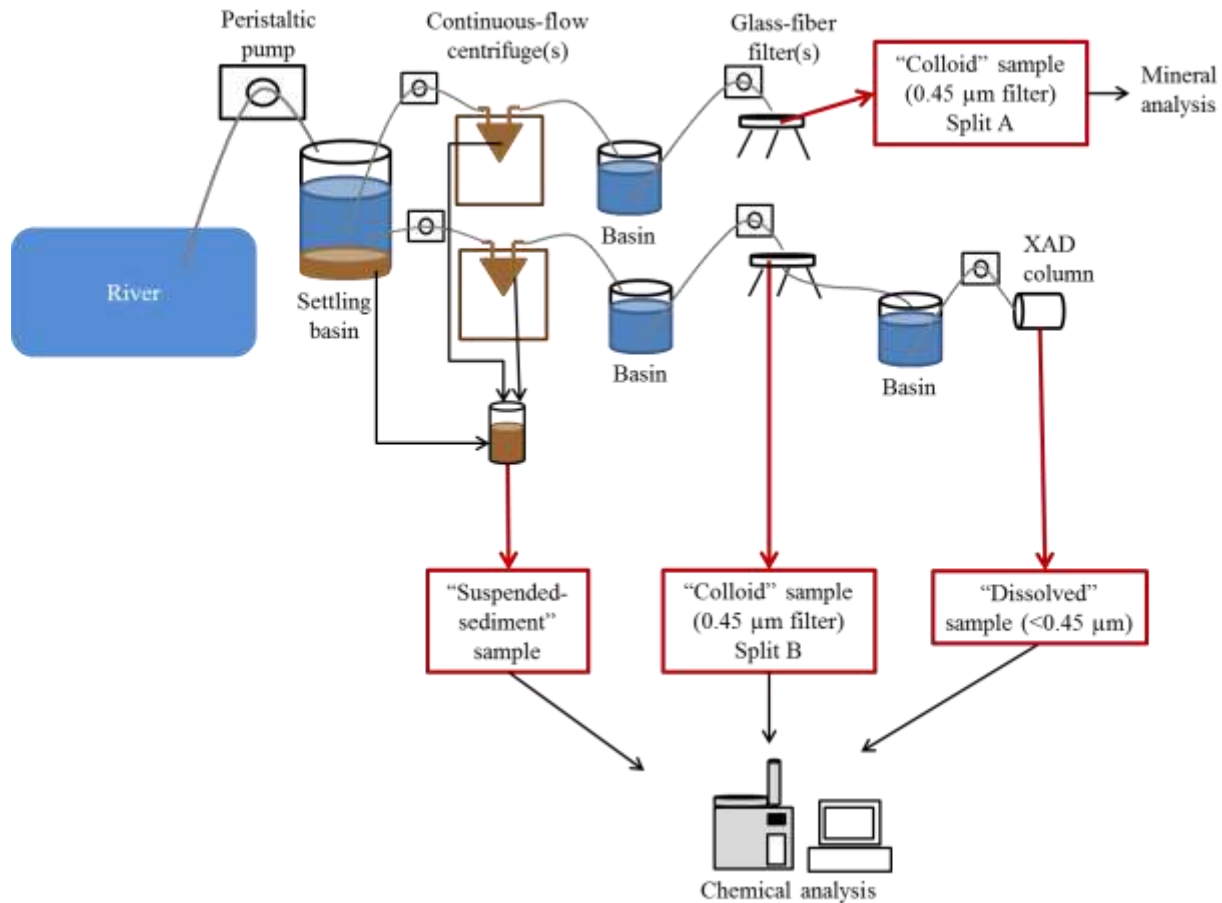 Peristaltic
pump
Continuous-flow
centrifuge(s)
Glass-fiber
filter(s)
“Colloid” sample
(0.45 µm filter)
Split A
Mineral
analysis
River
Settling
basin
Basin
Basin
XAD
column
Basin
“Suspended-
sediment”
sample
“Colloid” sample
(0.45 µm filter)
Split B
“Dissolved”
sample (<0.45 µm)
Chemical analysis